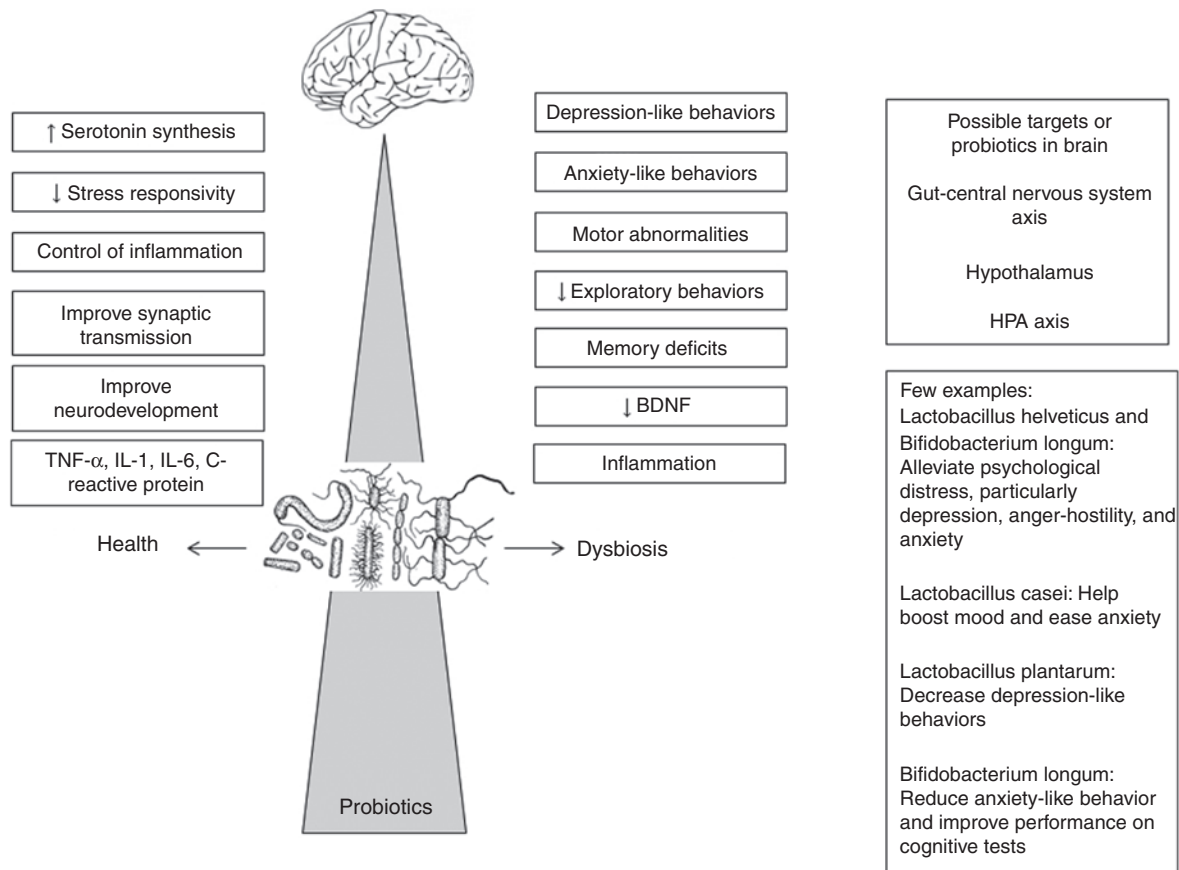 ↑ Serotonin synthesis
↓ Stress responsivity
Control of inflammation
Improve synaptic
transmission
Improve
neurodevelopment
TNF-α, IL-1, IL-6, C-
reactive protein
Health
Depression-like behaviors
Anxiety-like behaviors
Motor abnormalities
↓ Exploratory behaviors
Memory deficits
↓ BDNF
Inflammation
Dysbiosis
Probiotics
Possible targets or
probiotics in brain
Gut-central nervous system
axis
Hypothalamus
HPA axis
Few examples:
Lactobacillus helveticus and
Bifidobacterium longum:
Alleviate psychological
distress, particularly
depression, anger-hostility, and
anxiety
Lactobacillus casei: Help
boost mood and ease anxiety
Lactobacillus plantarum:
Decrease depression-like
behaviors
Bifidobacterium longum:
Reduce anxiety-like behavior
and improve performance on
cognitive tests